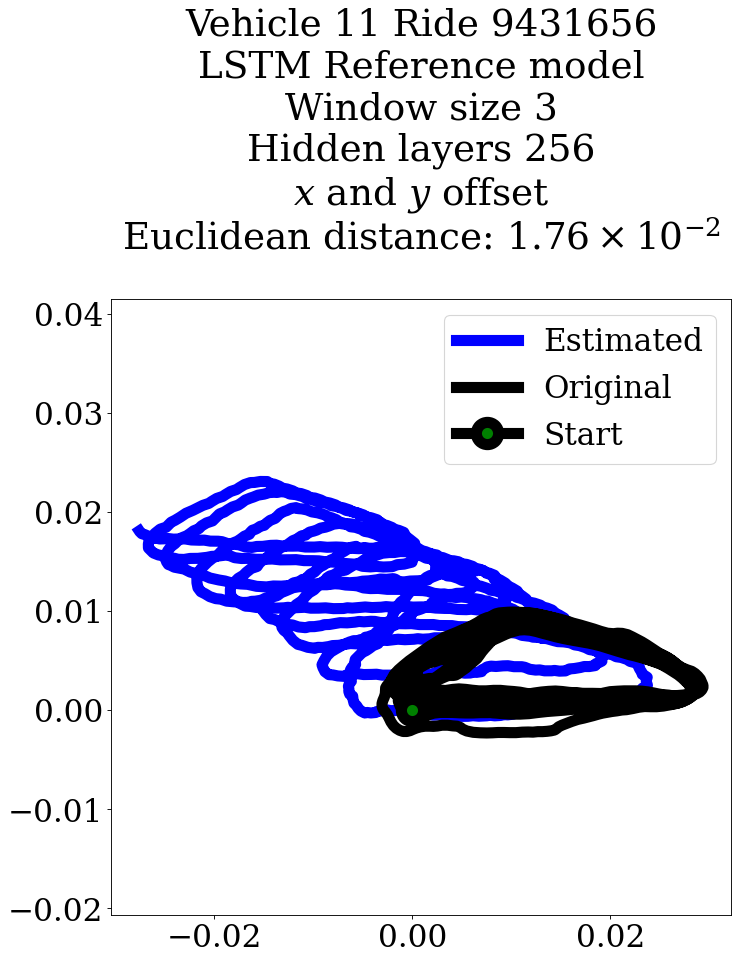 Vehicle 11 Ride 9431656
LSTM Reference model
Window size 3
Hidden layers 256
x and y offset
Euclidean distance: 1.76 × 10⁻²
Estimated
Original
Start
0.04
0.03
0.02
0.01
0.00
−0.01
−0.02
−0.02 0.00 0.02